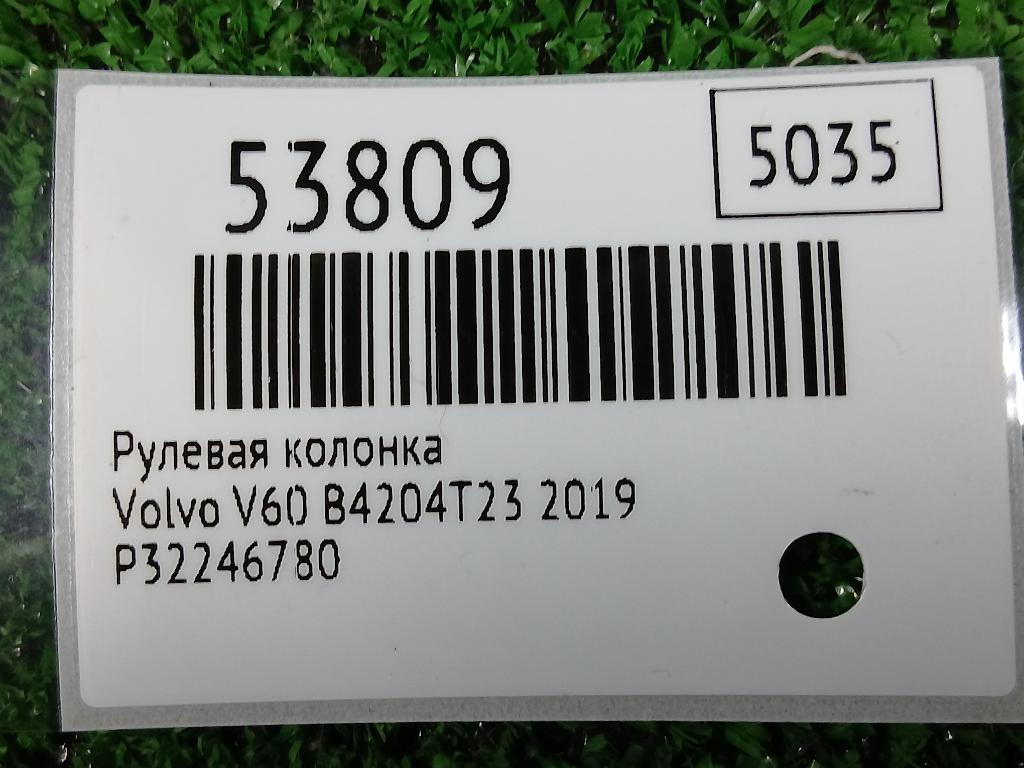 53809
5035
Рулевая колонка
Volvo V60 B4204T23 2019
P32246780